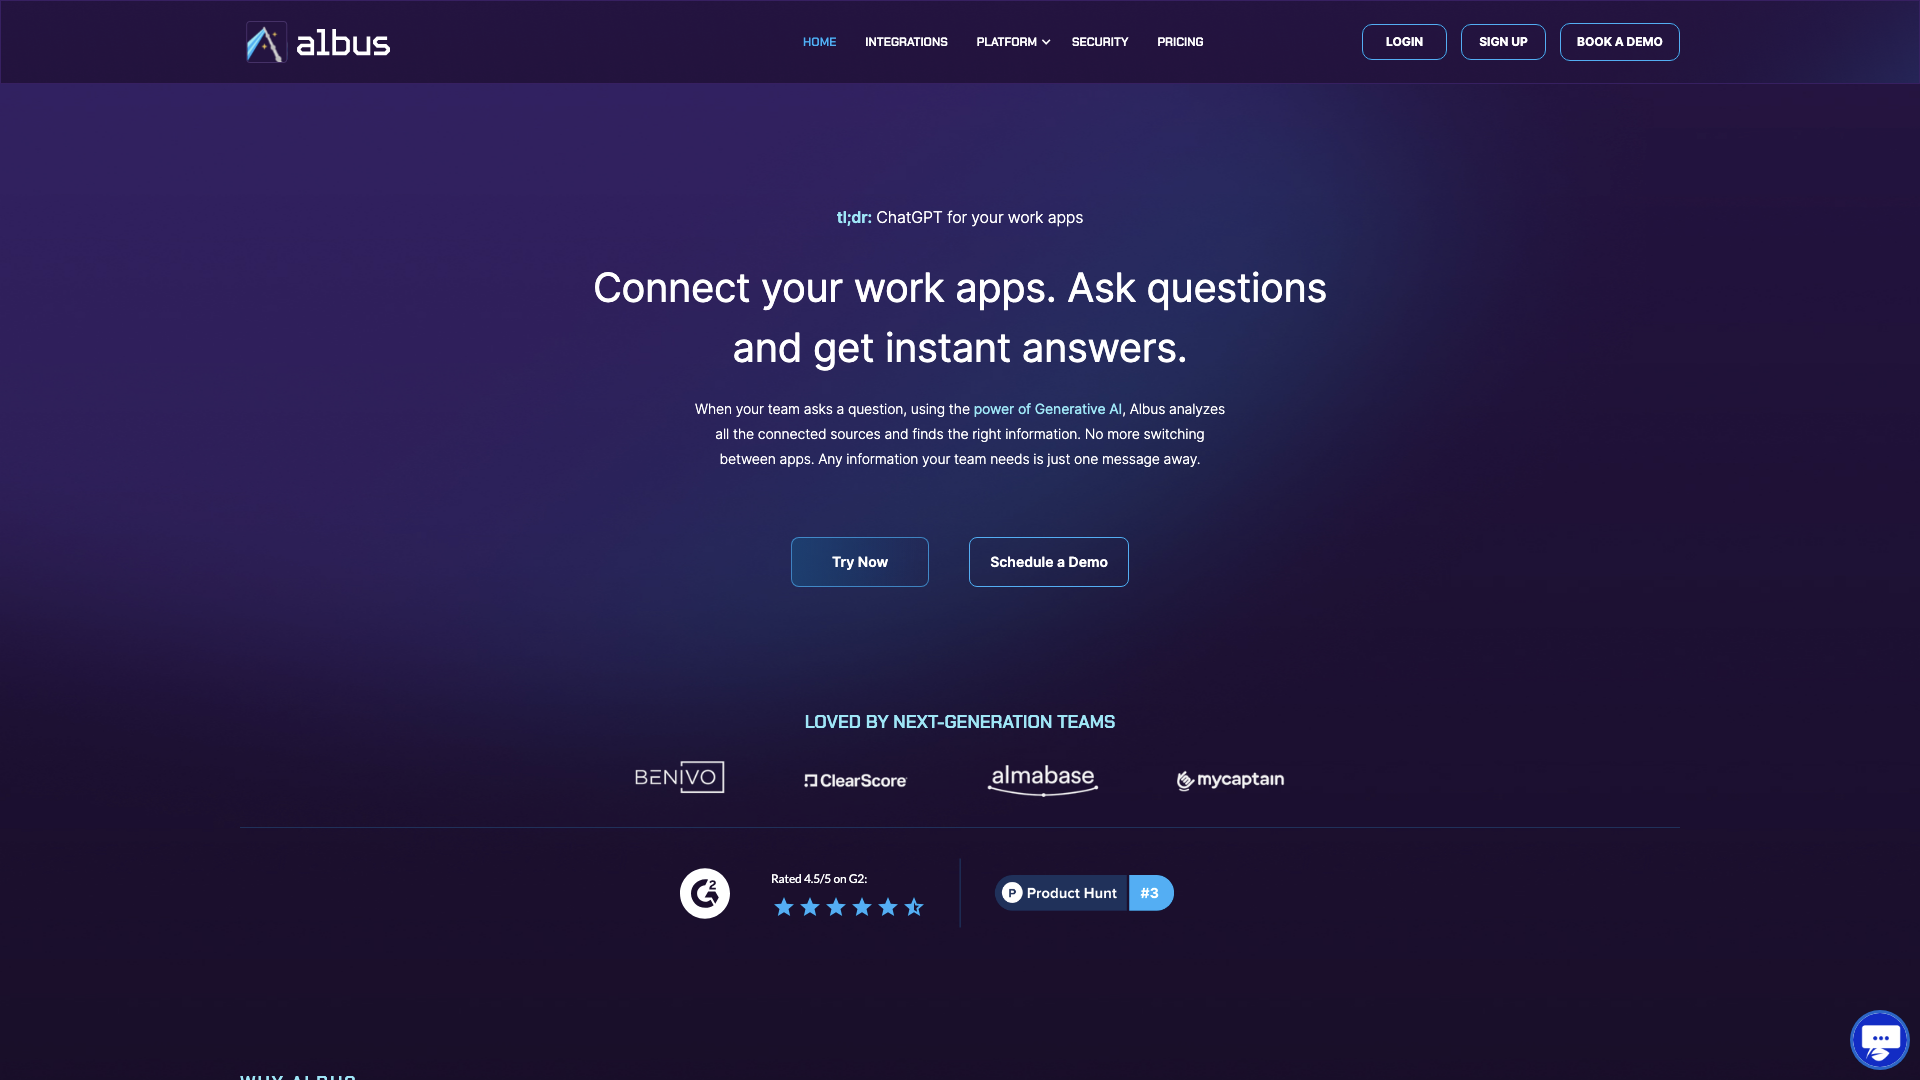 albus
HOME
INTEGRATIONS
PLATFORM
SECURITY
PRICING
LOGIN
SIGN UP
BOOK A DEMO
tl;dr: ChatGPT for your work apps
Connect your work apps. Ask questions
and get instant answers.
When your team asks a question, using the power of Generative AI, Albus analyzes
all the connected sources and finds the right information. No more switching
between apps. Any information your team needs is just one message away.
Try Now
Schedule a Demo
LOVED BY NEXT-GENERATION TEAMS
BENIVO
ClearScore
almabase
mycaptain
G2
Rated 4.5/5 on G2:
P Product Hunt #3
WHY ALBUS